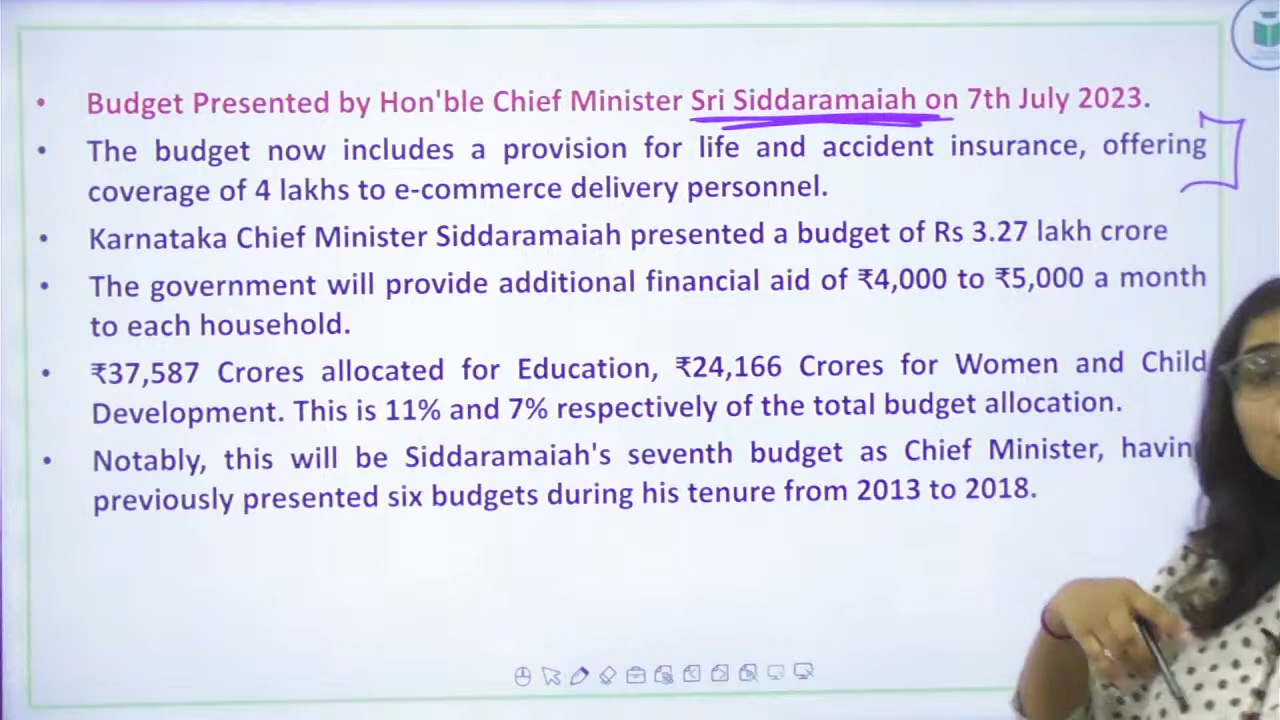 • Budget Presented by Hon'ble Chief Minister Sri Siddaramaiah on 7th July 2023.
• The budget now includes a provision for life and accident insurance, offering
coverage of 4 lakhs to e-commerce delivery personnel.
• Karnataka Chief Minister Siddaramaiah presented a budget of Rs 3.27 lakh crore
• The government will provide additional financial aid of ₹4,000 to ₹5,000 a month
to each household.
• ₹37,587 Crores allocated for Education, ₹24,166 Crores for Women and Child
Development. This is 11% and 7% respectively of the total budget allocation.
• Notably, this will be Siddaramaiah's seventh budget as Chief Minister, havin
previously presented six budgets during his tenure from 2013 to 2018.